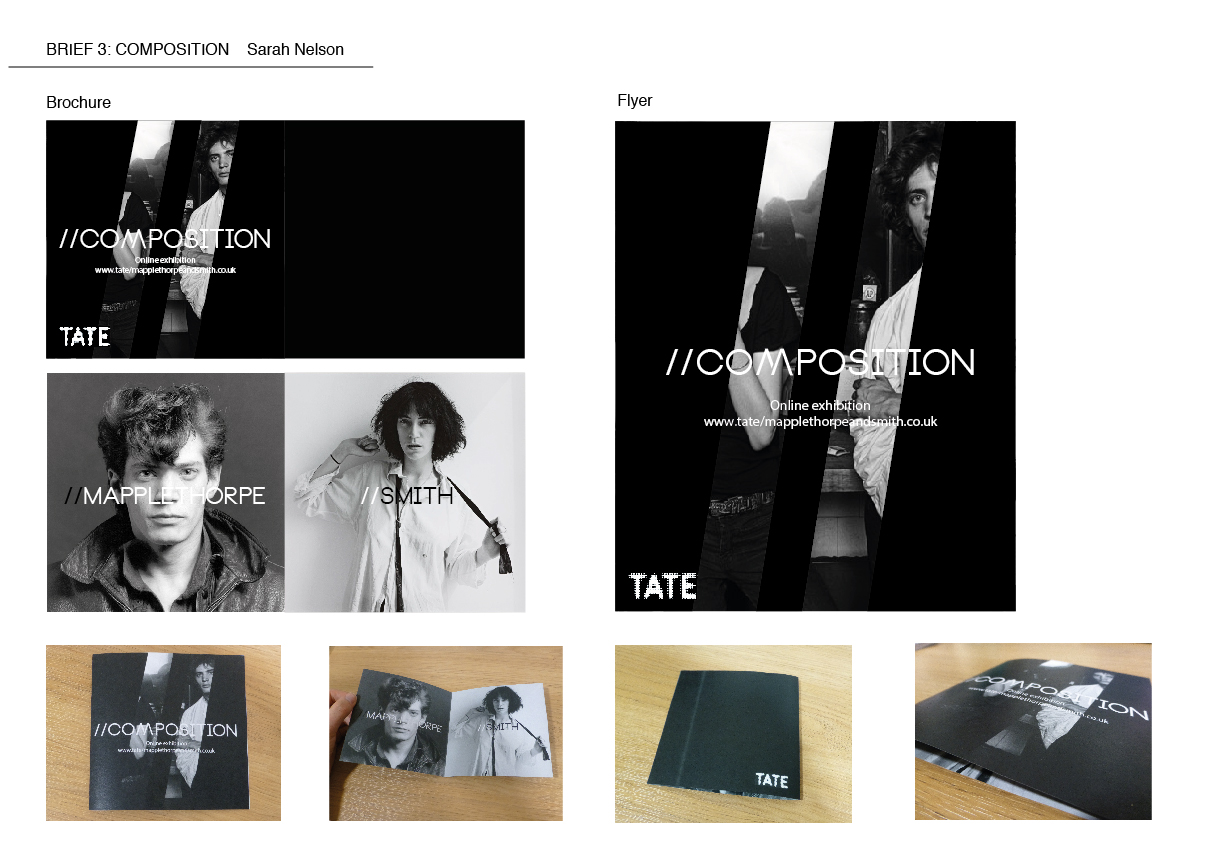 BRIEF 3: COMPOSITION Sarah Nelson
Brochure
Flyer
//COMPOSITION
Online exhibition
www.tate/mapplethorpeandsmith.co.uk
TATE
//MAPPLETHORPE
//SMITH
//COMPOSITION
Online exhibition
www.tate/mapplethorpeandsmith.co.uk
TATE
//COMPOSITION
Online exhibition
www.tate/mapplethorpeandsmith.co.uk
MAPPLETHORPE
//SMITH
TATE
//COMPOSITION
Online exhibition
www.tate/mapplethorpeandsmith.co.uk